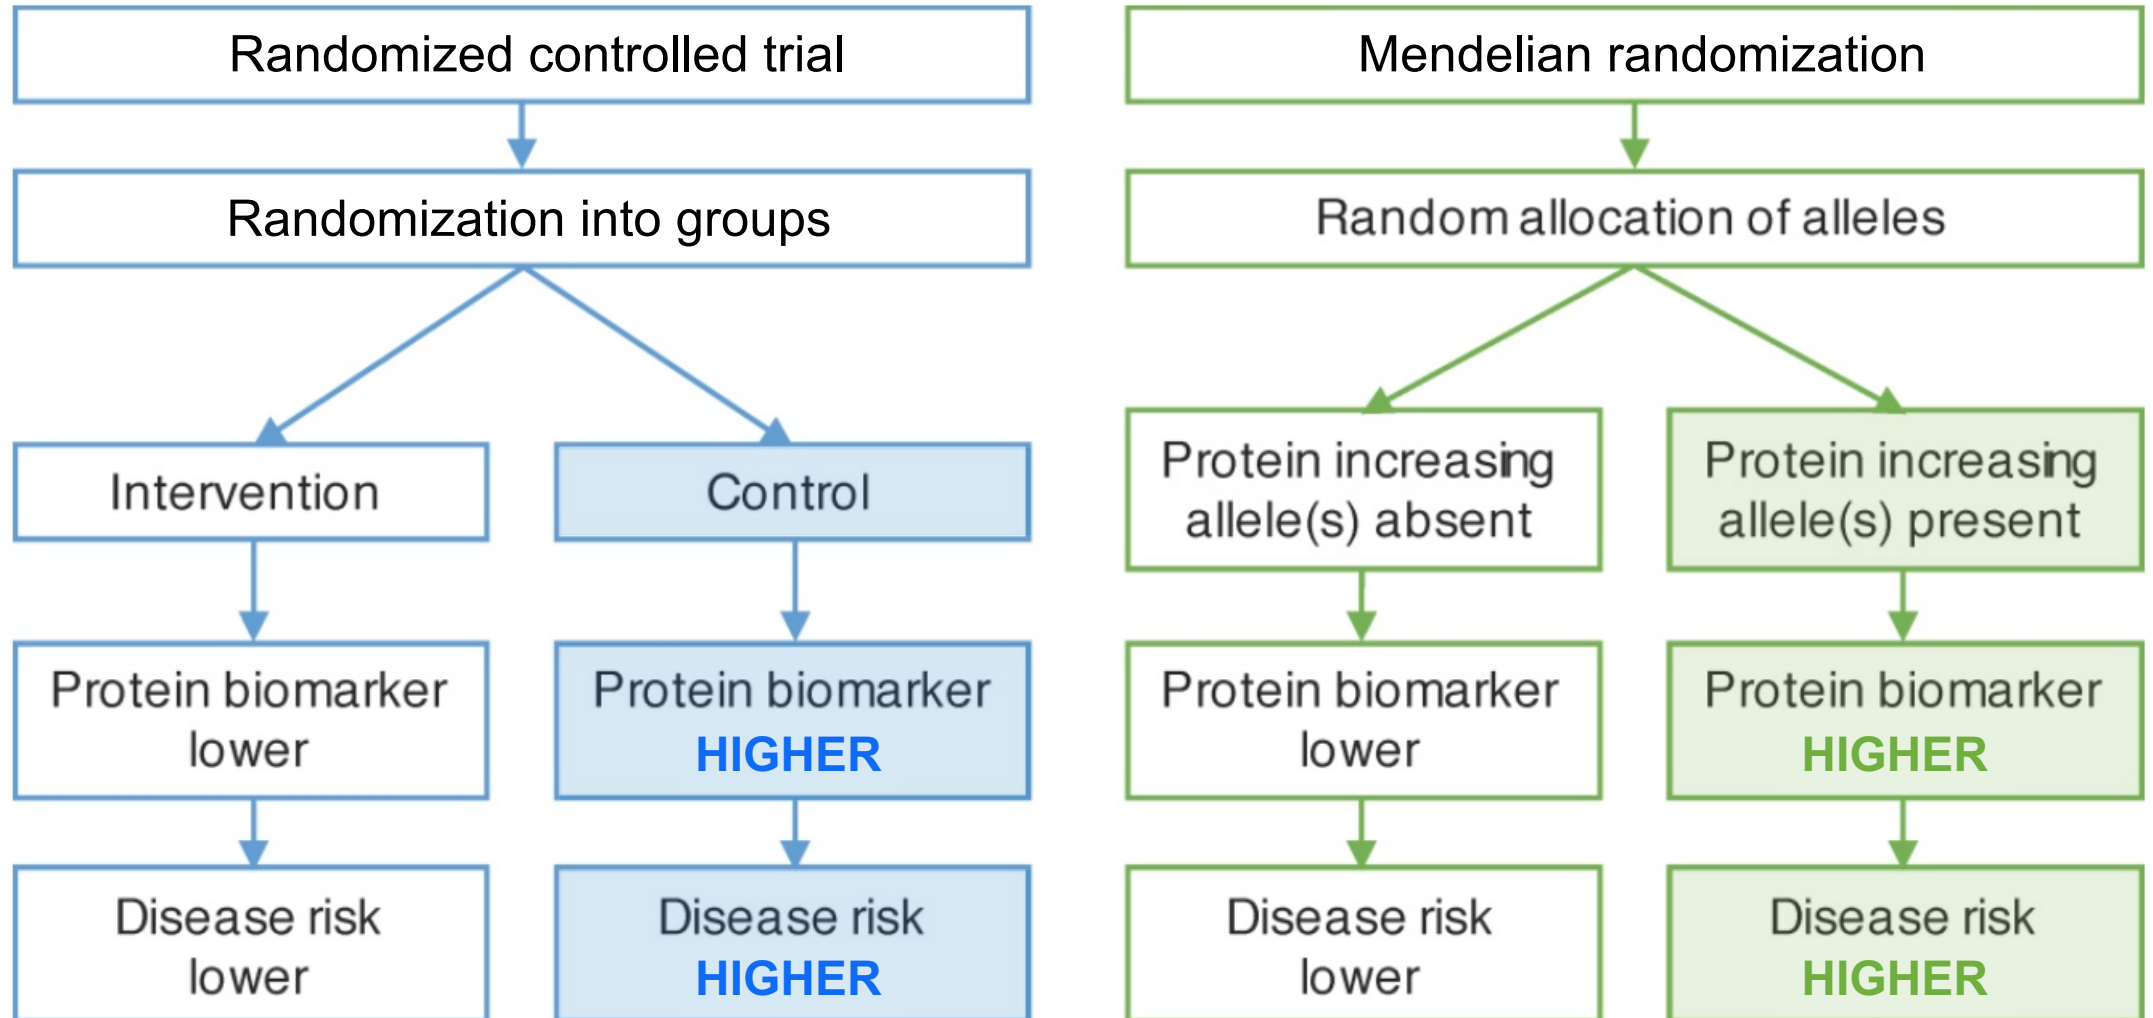 Randomized controlled trial
Randomization into groups
Intervention
Control
Protein biomarker
lower
Protein biomarker
HIGHER
Disease risk
lower
Disease risk
HIGHER
Mendelian randomization
Random allocation of alleles
Protein increasing
allele(s) absent
Protein increasing
allele(s) present
Protein biomarker
lower
Protein biomarker
HIGHER
Disease risk
lower
Disease risk
HIGHER